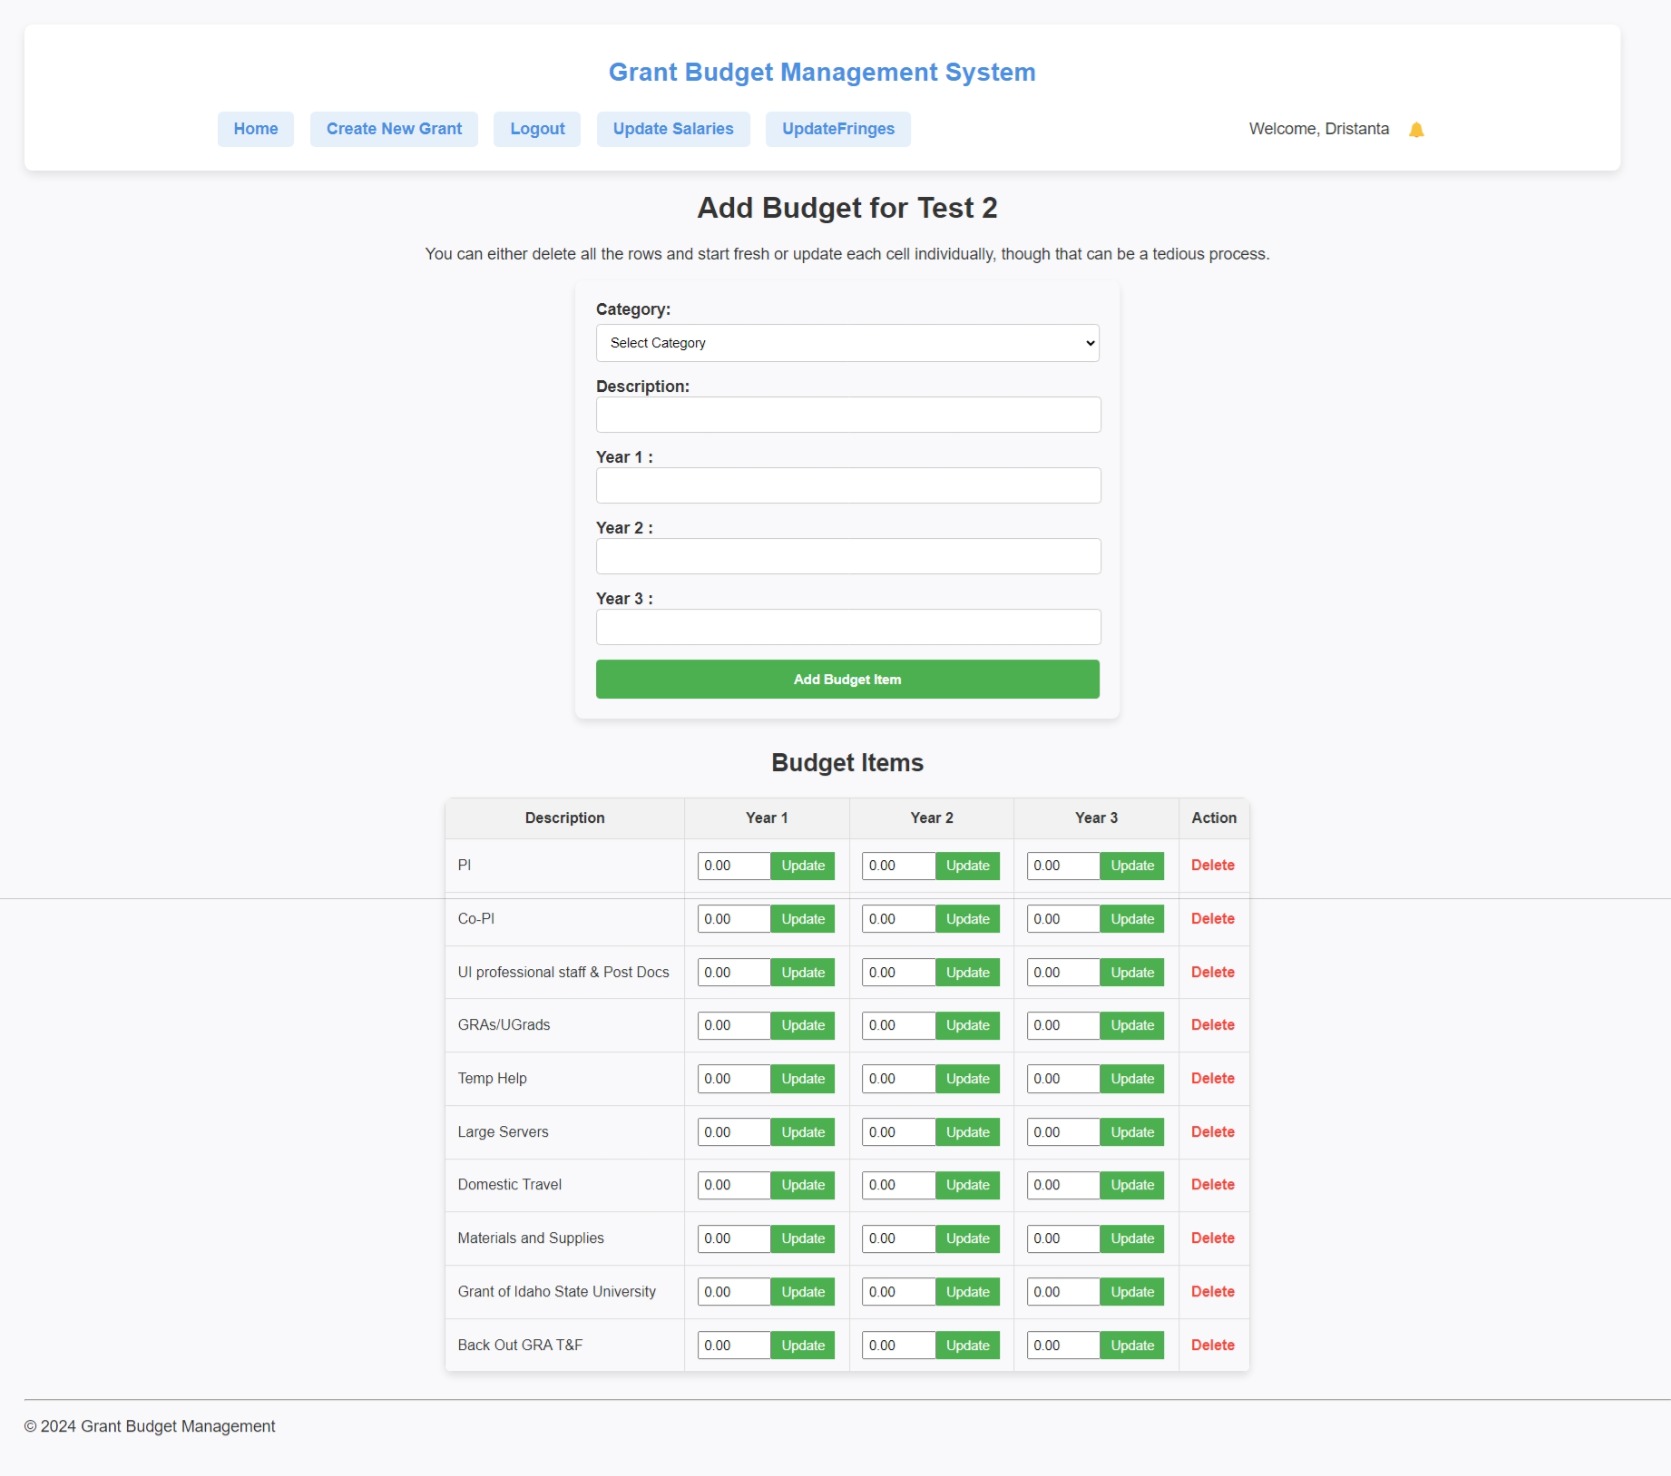 Grant Budget Management System
Home Create New Grant Logout Update Salaries UpdateFringes Welcome, Dristanta
Add Budget for Test 2
You can either delete all the rows and start fresh or update each cell individually, though that can be a tedious process.
Category:
Select Category
Description:
Year 1 :
Year 2 :
Year 3 :
Add Budget Item
Budget Items
Description Year 1 Year 2 Year 3 Action
PI 0.00 Update 0.00 Update 0.00 Update Delete
Co-PI 0.00 Update 0.00 Update 0.00 Update Delete
UI professional staff & Post Docs 0.00 Update 0.00 Update 0.00 Update Delete
GRAs/UGrads 0.00 Update 0.00 Update 0.00 Update Delete
Temp Help 0.00 Update 0.00 Update 0.00 Update Delete
Large Servers 0.00 Update 0.00 Update 0.00 Update Delete
Domestic Travel 0.00 Update 0.00 Update 0.00 Update Delete
Materials and Supplies 0.00 Update 0.00 Update 0.00 Update Delete
Grant of Idaho State University 0.00 Update 0.00 Update 0.00 Update Delete
Back Out GRA T&F 0.00 Update 0.00 Update 0.00 Update Delete
© 2024 Grant Budget Management